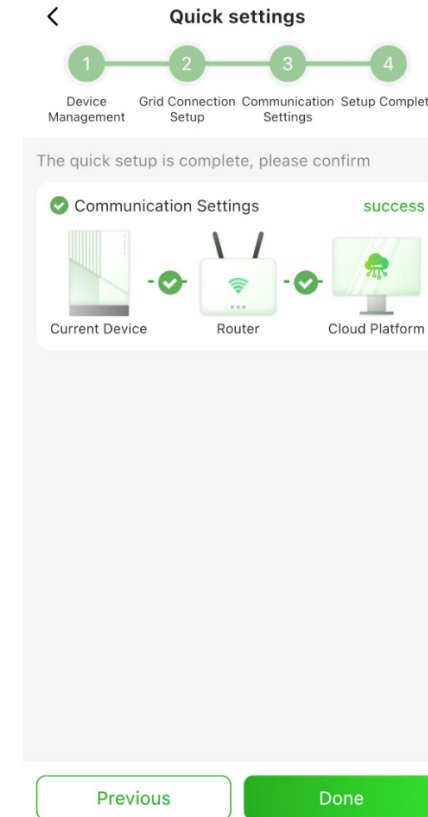 Quick settings
1 2 3 4
Device Management
Grid Connection Setup
Communication Settings
Setup Complet
The quick setup is complete, please confirm
Communication Settings success
Current Device Router Cloud Platform
Previous Done